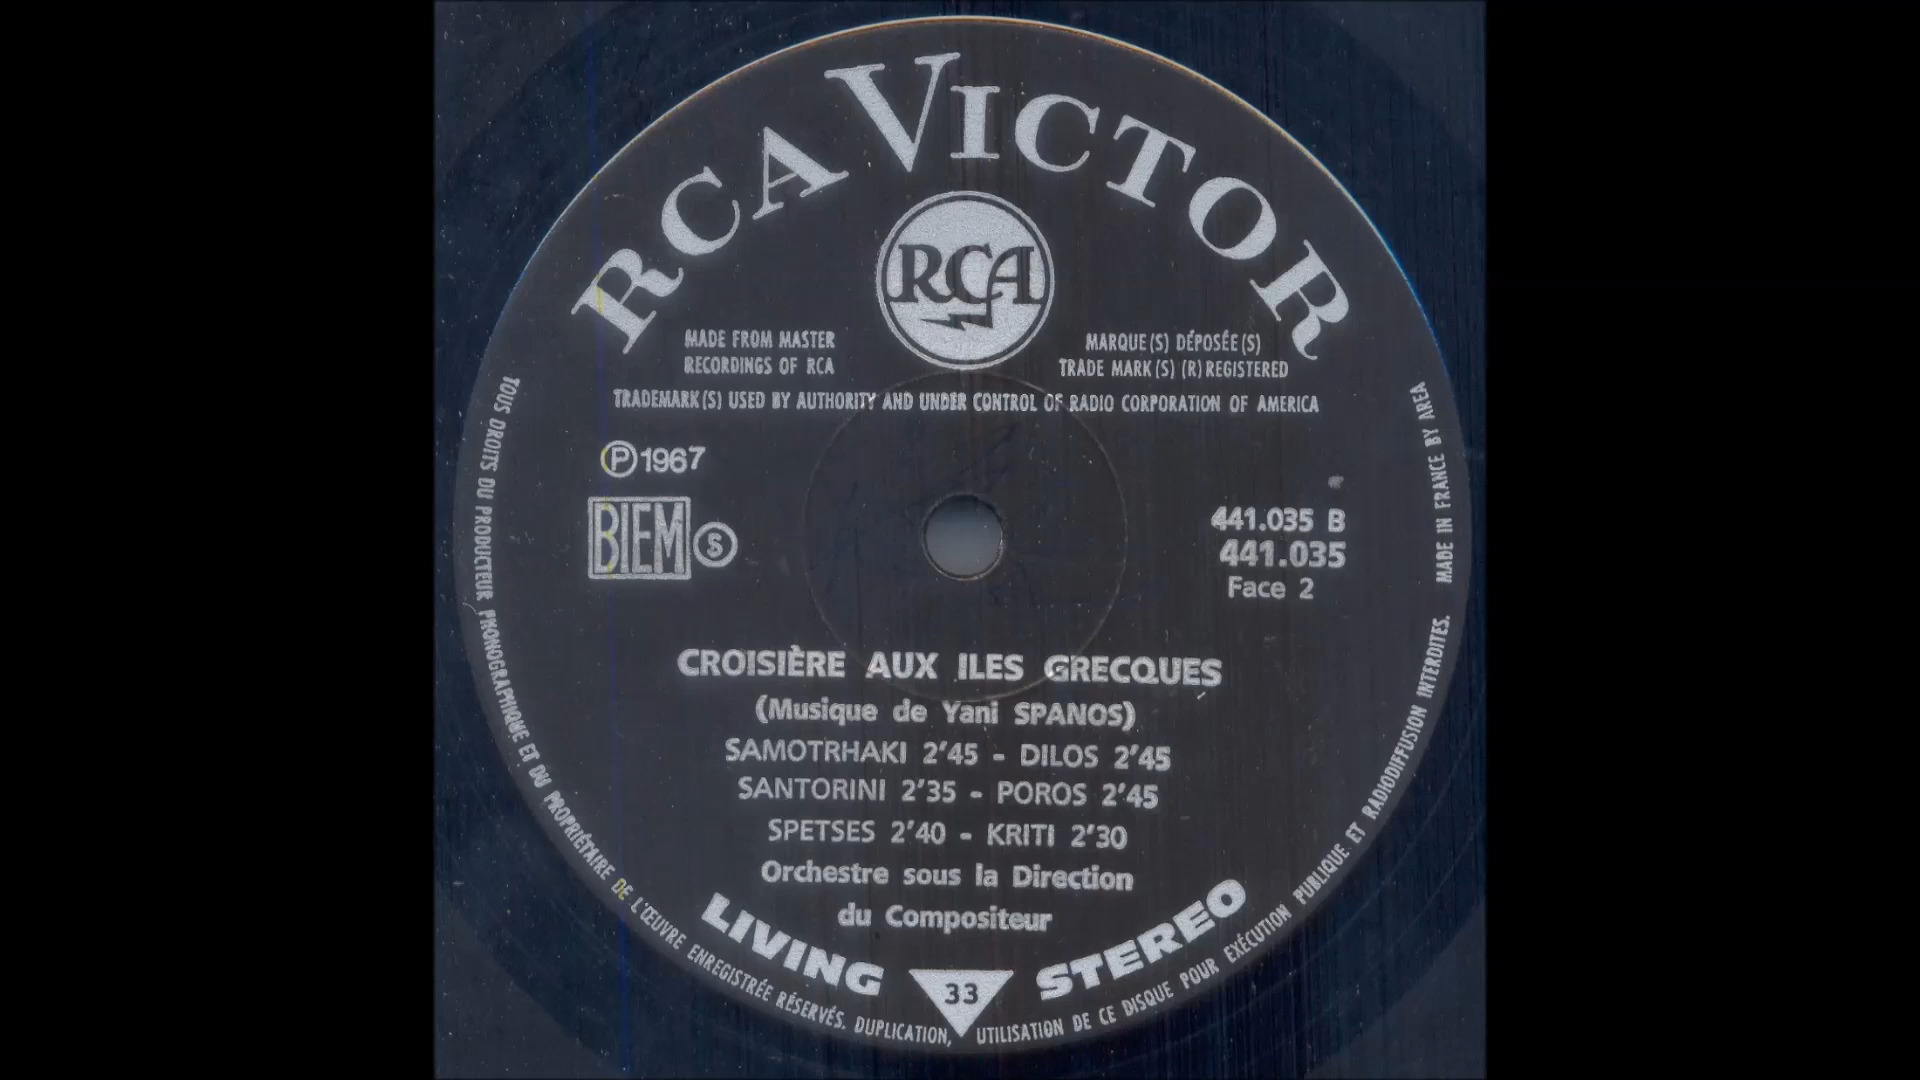 RCA VICTOR
RCA
MADE FROM MASTER
RECORDINGS OF RCA
MARQUE(S) DÉPOSÉE(S)
TRADE MARK(S) (R) REGISTERED
TRADEMARK(S) USED BY AUTHORITY AND UNDER CONTROL OF RADIO CORPORATION OF AMERICA
Ⓟ 1967
BIEM Ⓢ
441.035 B
441.035
Face 2
CROISIÈRE AUX ILES GRECQUES
(Musique de Yani SPANOS)
SAMOTRHAKI 2'45 - DILOS 2'45
SANTORINI 2'35 - POROS 2'45
SPETSES 2'40 - KRITI 2'30
Orchestre sous la Direction
du Compositeur
LIVING STEREO
33
TOUS DROITS DU PRODUCTEUR PHONOGRAPHIQUE ET DU PROPRIÉTAIRE DE L'ŒUVRE ENREGISTRÉE RÉSERVÉS. DUPLICATION, UTILISATION DE CE DISQUE POUR EXÉCUTION PUBLIQUE ET RADIODIFFUSION INTERDITES. MADE IN FRANCE BY AREA